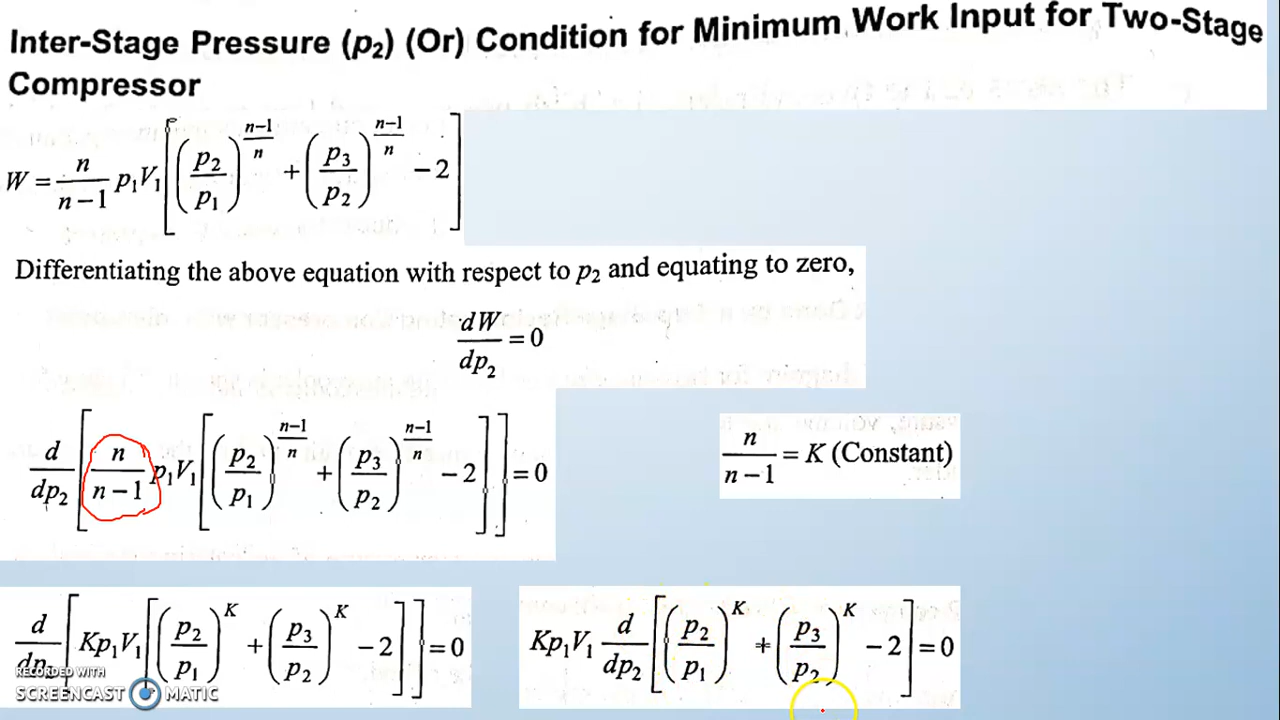 Inter-Stage Pressure (p₂) (Or) Condition for Minimum Work Input for Two-Stage
Compressor
W = n/(n−1) p₁V₁ [ (p₂/p₁)^((n−1)/n) + (p₃/p₂)^((n−1)/n) − 2 ]
Differentiating the above equation with respect to p₂ and equating to zero,
dW/dp₂ = 0
d/dp₂ [ n/(n−1) p₁V₁ [ (p₂/p₁)^((n−1)/n) + (p₃/p₂)^((n−1)/n) − 2 ] ] = 0
n/(n−1) = K (Constant)
d/dp₂ [ Kp₁V₁ [ (p₂/p₁)^K + (p₃/p₂)^K − 2 ] ] = 0
Kp₁V₁ d/dp₂ [ (p₂/p₁)^K + (p₃/p₂)^K − 2 ] = 0
RECORDED WITH
SCREENCAST MATIC